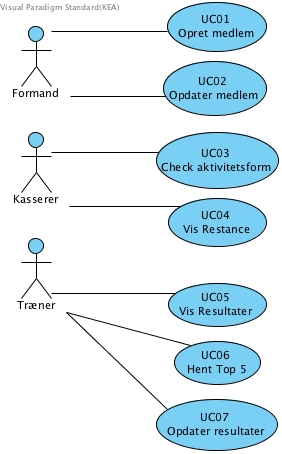 Visual Paradigm Standard(KEA)
UC01
Opret medlem
Formand
UC02
Opdater medlem
UC03
Check aktivitetsform
Kasserer
UC04
Vis Restance
Træner
UC05
Vis Resultater
UC06
Hent Top 5
UC07
Opdater resultater